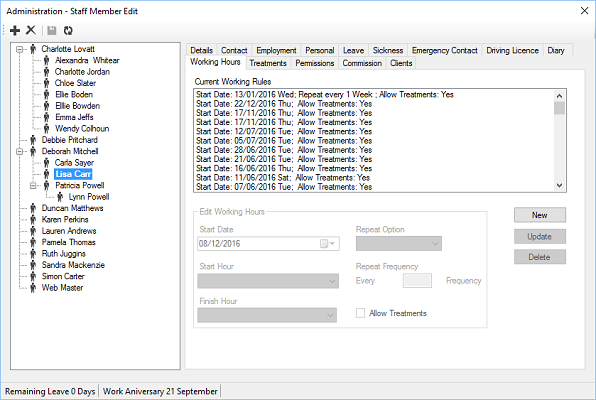 Administration - Staff Member Edit
Charlotte Lovatt
Alexandra Whitear
Charlotte Jordan
Chloe Slater
Ellie Boden
Ellie Bowden
Emma Jeffs
Wendy Calhoun
Debbie Pritchard
Deborah Mitchell
Carla Sayer
Lisa Carr
Patricia Powell
Lynn Powell
Duncan Matthews
Karen Perkins
Lauren Andrews
Pamela Thomas
Ruth Juggins
Sandra Mackenzie
Simon Carter
Web Master
Details Contact Employment Personal Leave Sickness Emergency Contact Driving Licence Diary
Working Hours Treatments Permissions Commission Clients
Current Working Rules
Start Date: 13/01/2016 Wed; Repeat every 1 Week ; Allow Treatments: Yes
Start Date: 22/12/2016 Thu; Allow Treatments: Yes
Start Date: 17/11/2016 Thu; Allow Treatments: Yes
Start Date: 17/11/2016 Thu; Allow Treatments: Yes
Start Date: 12/07/2016 Tue; Allow Treatments: Yes
Start Date: 05/07/2016 Tue; Allow Treatments: Yes
Start Date: 28/06/2016 Tue; Allow Treatments: Yes
Start Date: 21/06/2016 Tue; Allow Treatments: Yes
Start Date: 16/06/2016 Thu; Allow Treatments: Yes
Start Date: 11/06/2016 Sat; Allow Treatments: Yes
Start Date: 07/06/2016 Tue; Allow Treatments: Yes
Edit Working Hours
Start Date Repeat Option
08/12/2016
Start Hour Repeat Frequency
Every Frequency
Finish Hour
Allow Treatments
New
Update
Delete
Remaining Leave 0 Days Work Aniversary 21 September